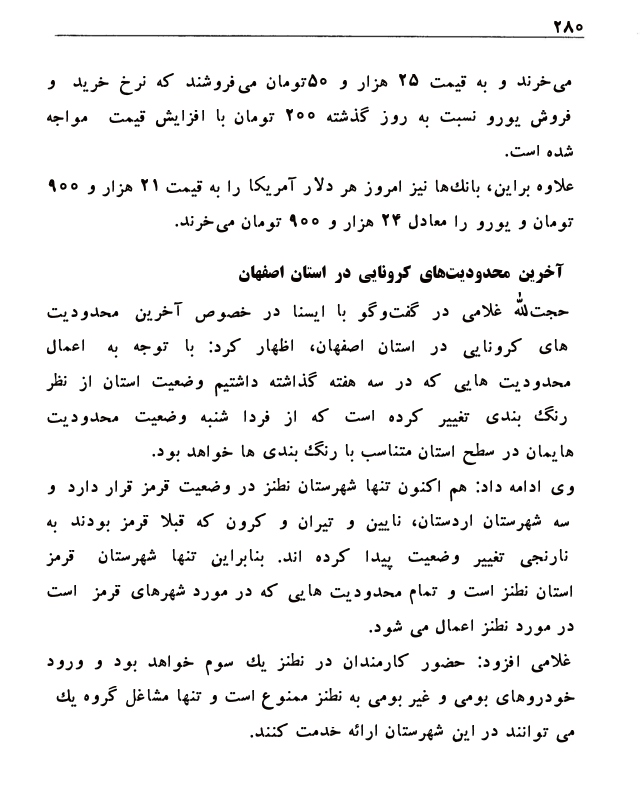 ۲۸۰
می‌خرند و به قیمت ۲۵ هزار و ۵۰تومان می‌فروشند که نرخ خرید و
فروش یورو نسبت به روز گذشته ۲۰۰ تومان با افزایش قیمت مواجه
شده است.
علاوه براین، بانک‌ها نیز امروز هر دلار آمریکا را به قیمت ۲۱ هزار و ۹۰۰
تومان و یورو را معادل ۲۴ هزار و ۹۰۰ تومان می‌خرند.
آخرین محدودیت‌های کرونایی در استان اصفهان
حجت‌الله غلامی در گفت‌وگو با ایسنا در خصوص آخرین محدودیت
های کرونایی در استان اصفهان، اظهار کرد: با توجه به اعمال
محدودیت هایی که در سه هفته گذاشته داشتیم وضعیت استان از نظر
رنگ بندی تغییر کرده است که از فردا شنبه وضعیت محدودیت
هایمان در سطح استان متناسب با رنگ بندی ها خواهد بود.
وی ادامه داد: هم اکنون تنها شهرستان نطنز در وضعیت قرمز قرار دارد و
سه شهرستان اردستان، نایین و تیران و کرون که قبلا قرمز بودند به
نارنجی تغییر وضعیت پیدا کرده اند. بنابراین تنها شهرستان قرمز
استان نطنز است و تمام محدودیت هایی که در مورد شهرهای قرمز است
در مورد نطنز اعمال می شود.
غلامی افزود: حضور کارمندان در نطنز یک سوم خواهد بود و ورود
خودروهای بومی و غیر بومی به نطنز ممنوع است و تنها مشاغل گروه یک
می توانند در این شهرستان ارائه خدمت کنند.